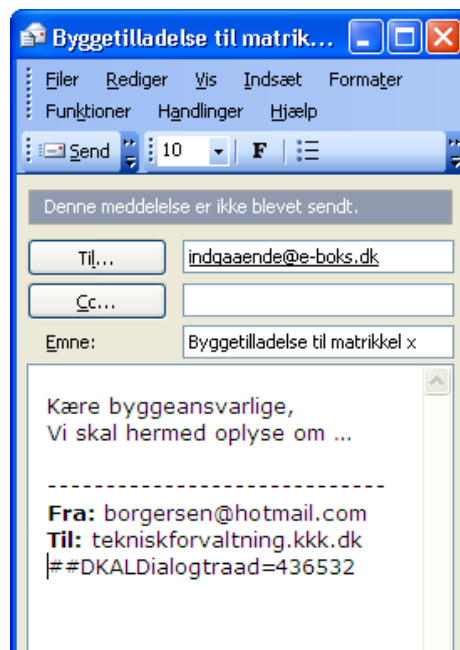 Byggetilladelse til matrik...
Filer Rediger Vis Indsæt Formater
Funktioner Handlinger Hjælp
Send 10 F
Denne meddelelse er ikke blevet sendt.
Til... indgaaende@e-boks.dk
Cc...
Emne: Byggetilladelse til matrikkel x
Kære byggeansvarlige,
Vi skal hermed oplyse om ...
-----------------------------
Fra: borgersen@hotmail.com
Til: tekniskforvaltning.kkk.dk
##DKALDialogtraad=436532